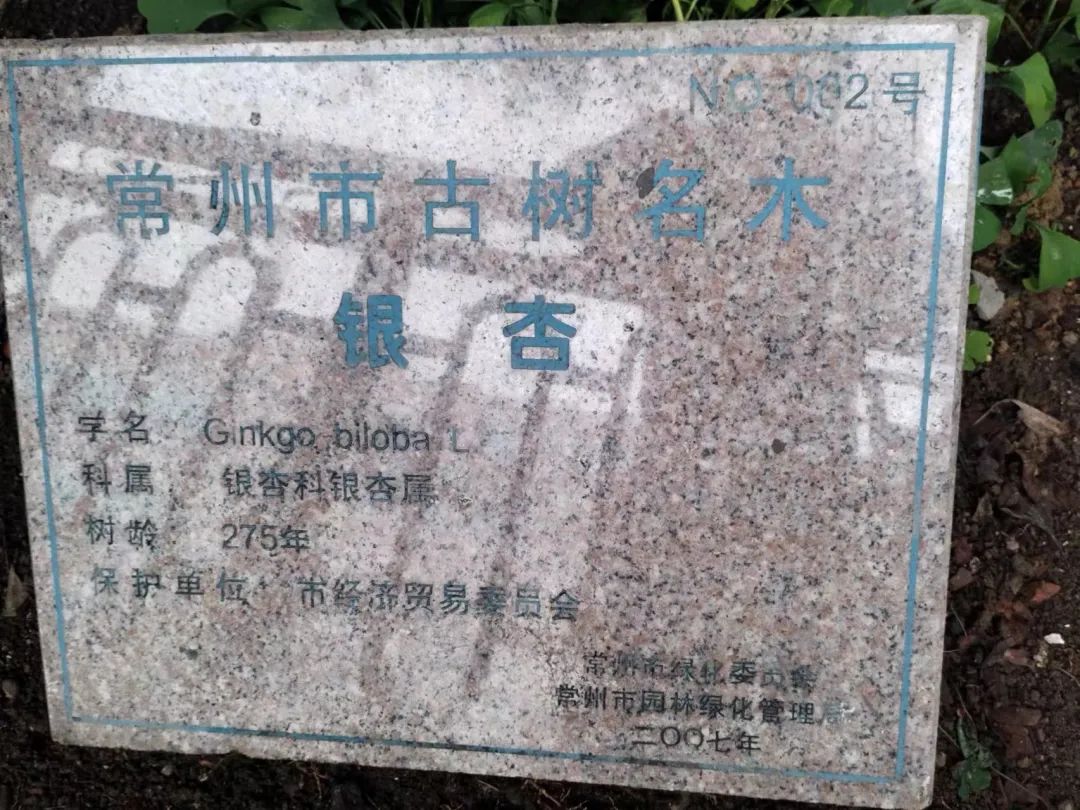 NO 002号
常州市古树名木
银杏
学名 Ginkgo biloba L
科属 银杏科银杏属
树龄 275年
保护单位 市经济贸易委员会
常州市绿化委员会
常州市园林绿化管理局
二〇〇七年